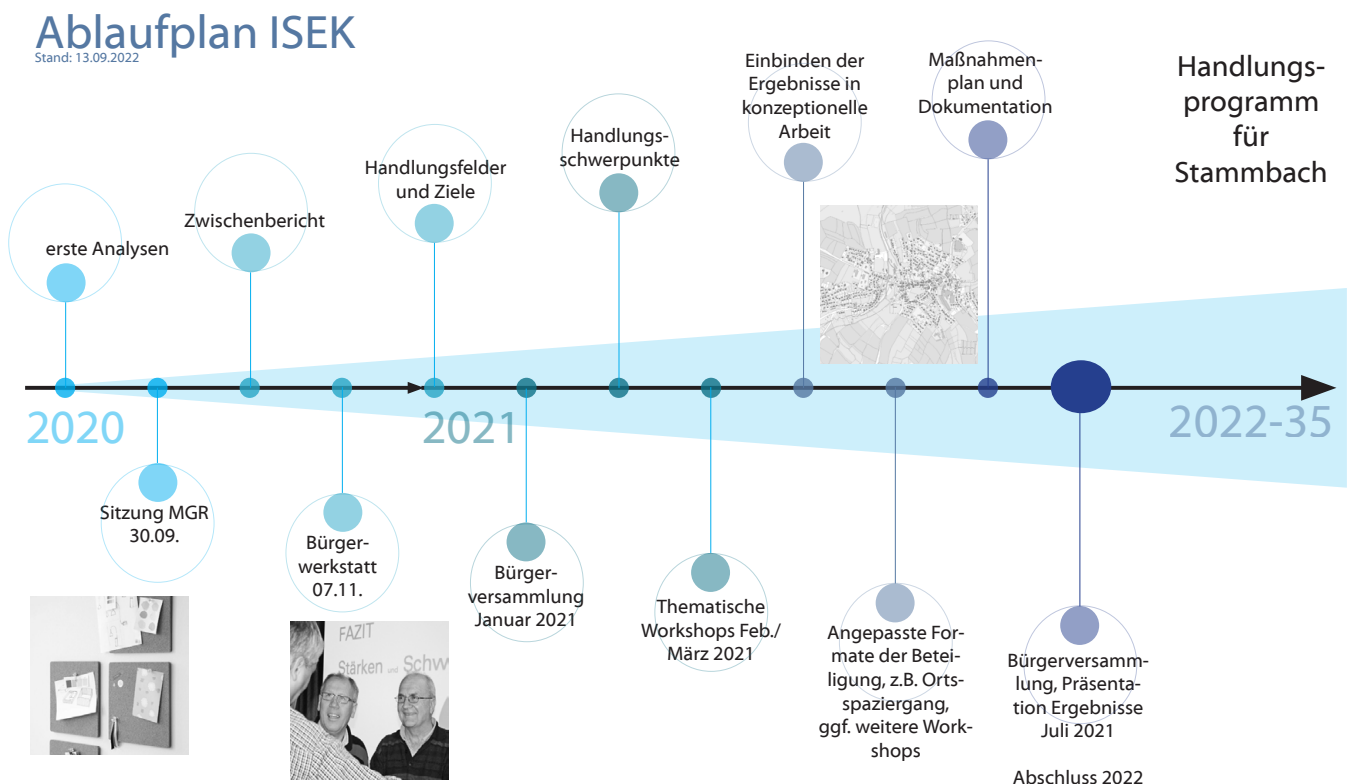 Ablaufplan ISEK
Stand: 13.09.2022
erste Analysen
Zwischenbericht
Handlungsfelder
und Ziele
Handlungs-
schwerpunkte
Einbinden der
Ergebnisse in
konzeptionelle
Arbeit
Maßnahmen-
plan und
Dokumentation
Handlungs-
programm
für
Stammbach
2020
2021
2022-35
Sitzung MGR
30.09.
Bürger-
werkstatt
07.11.
Bürger-
versammlung
Januar 2021
Thematische
Workshops Feb./
März 2021
Angepasste For-
mate der Betei-
ligung, z.B. Orts-
spaziergang,
ggf. weitere Work-
shops
Bürgerversamm-
lung, Präsenta-
tion Ergebnisse
Juli 2021
Abschluss 2022
FAZIT
Stärken und Schw